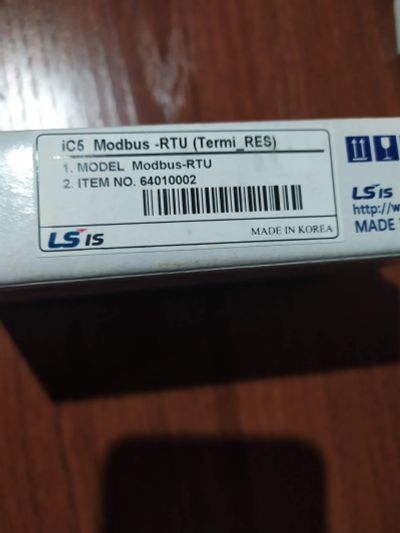 iC5 Modbus -RTU (Termi_RES)
1. MODEL Modbus-RTU
2. ITEM NO. 64010002
LS IS
MADE IN KOREA
LS IS
http://w
MADE